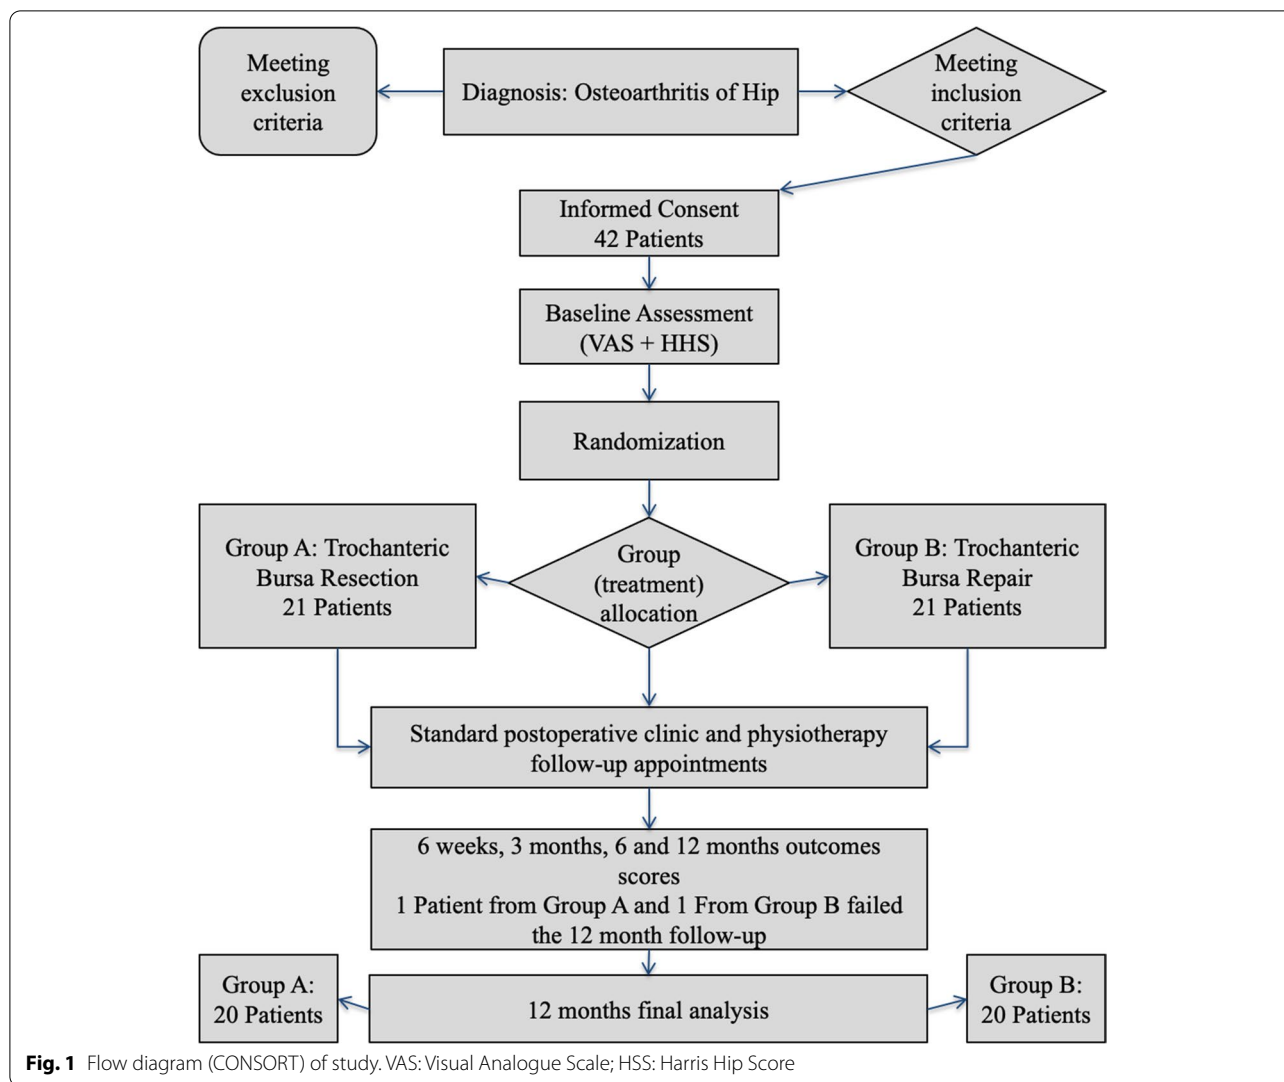 Meeting
exclusion
criteria
Diagnosis: Osteoarthritis of Hip
Meeting
inclusion
criteria
Informed Consent
42 Patients
Baseline Assessment
(VAS + HHS)
Randomization
Group A: Trochanteric
Bursa Resection
21 Patients
Group
(treatment)
allocation
Group B: Trochanteric
Bursa Repair
21 Patients
Standard postoperative clinic and physiotherapy
follow-up appointments
6 weeks, 3 months, 6 and 12 months outcomes
scores
1 Patient from Group A and 1 From Group B failed
the 12 month follow-up
Group A:
20 Patients
12 months final analysis
Group B:
20 Patients
Fig. 1 Flow diagram (CONSORT) of study. VAS: Visual Analogue Scale; HSS: Harris Hip Score